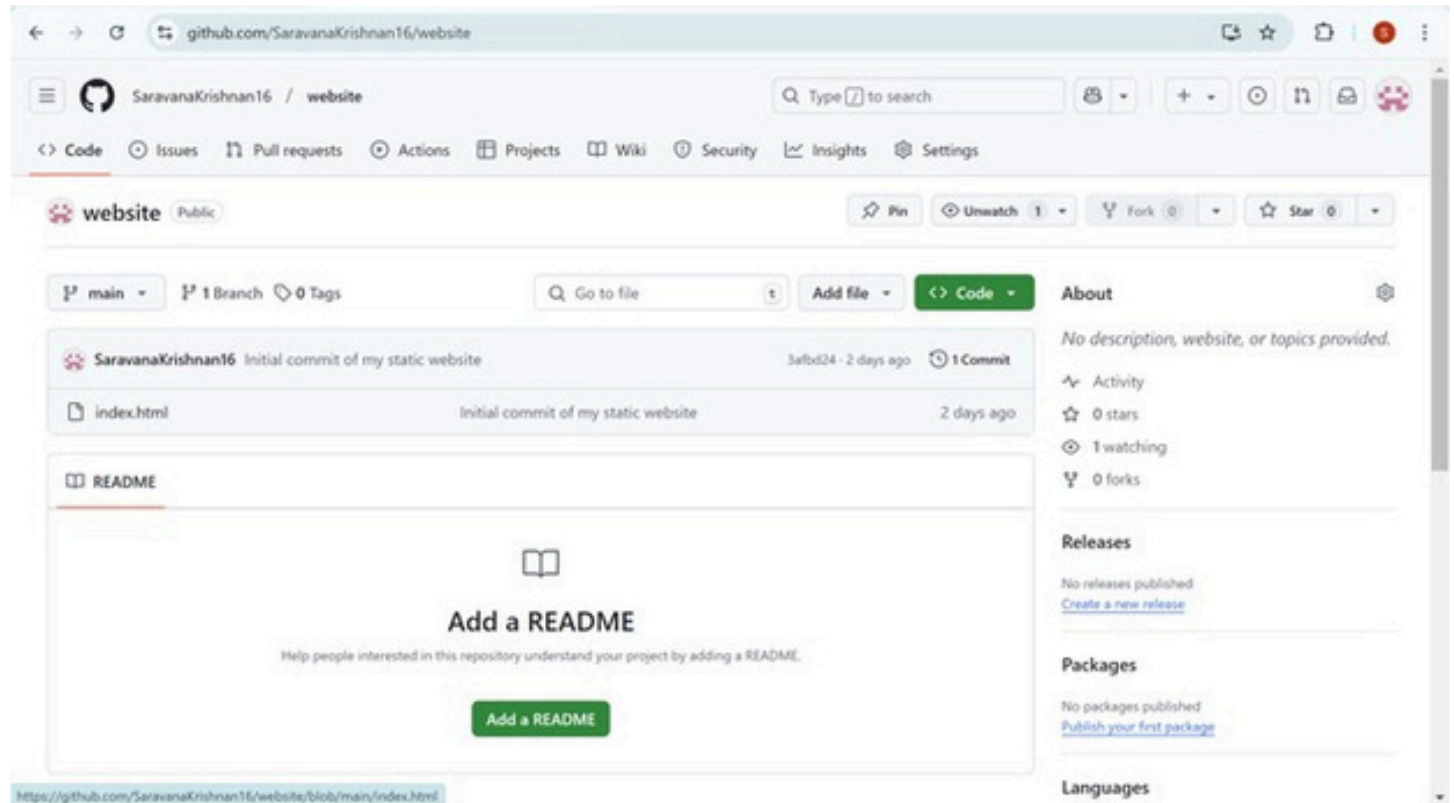 github.com/SaravanaKrishnan16/website
SaravanaKrishnan16 / website
Type / to search
Code Issues Pull requests Actions Projects Wiki Security Insights Settings
website Public
Pin Unwatch 1 Fork 0 Star 0
main 1 Branch 0 Tags Go to file t Add file Code
SaravanaKrishnan16 Initial commit of my static website 3afbd24 · 2 days ago 1 Commit
index.html Initial commit of my static website 2 days ago
README
Add a README
Help people interested in this repository understand your project by adding a README.
Add a README
About
No description, website, or topics provided.
Activity
0 stars
1 watching
0 forks
Releases
No releases published
Create a new release
Packages
No packages published
Publish your first package
Languages
https://github.com/SaravanaKrishnan16/website/blob/main/index.html